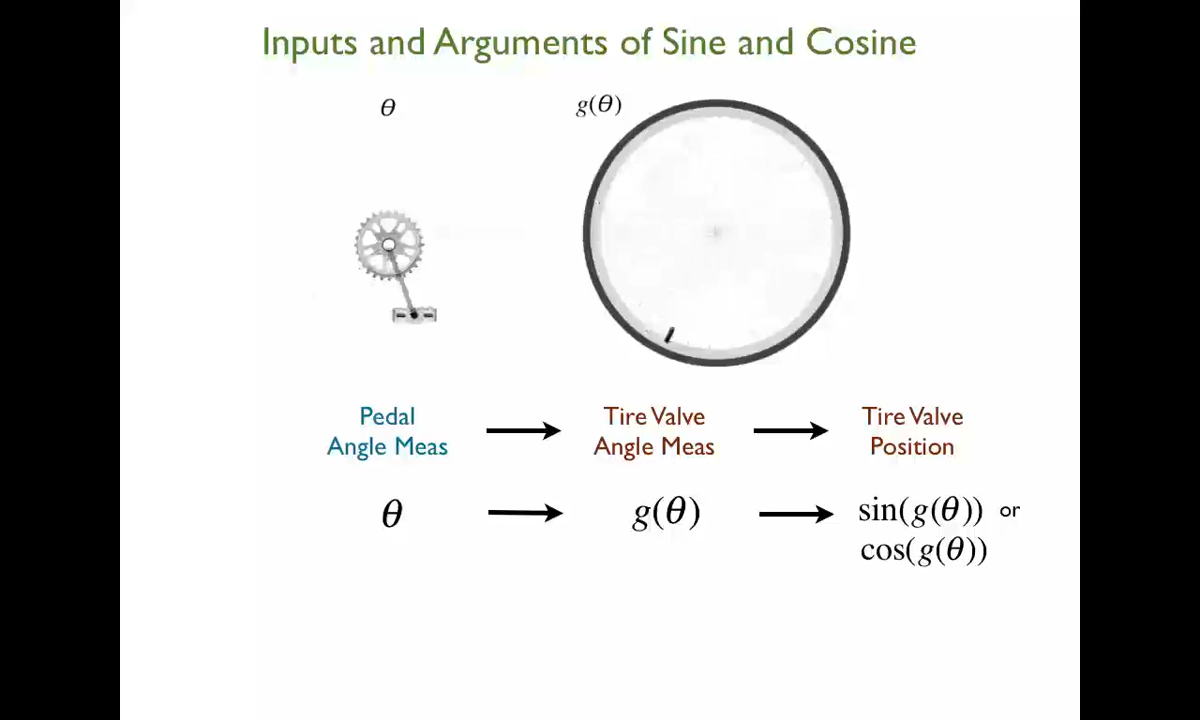 Inputs and Arguments of Sine and Cosine
θ
g(θ)
Pedal
Angle Meas
Tire Valve
Angle Meas
Tire Valve
Position
θ
g(θ)
sin(g(θ)) or
cos(g(θ))